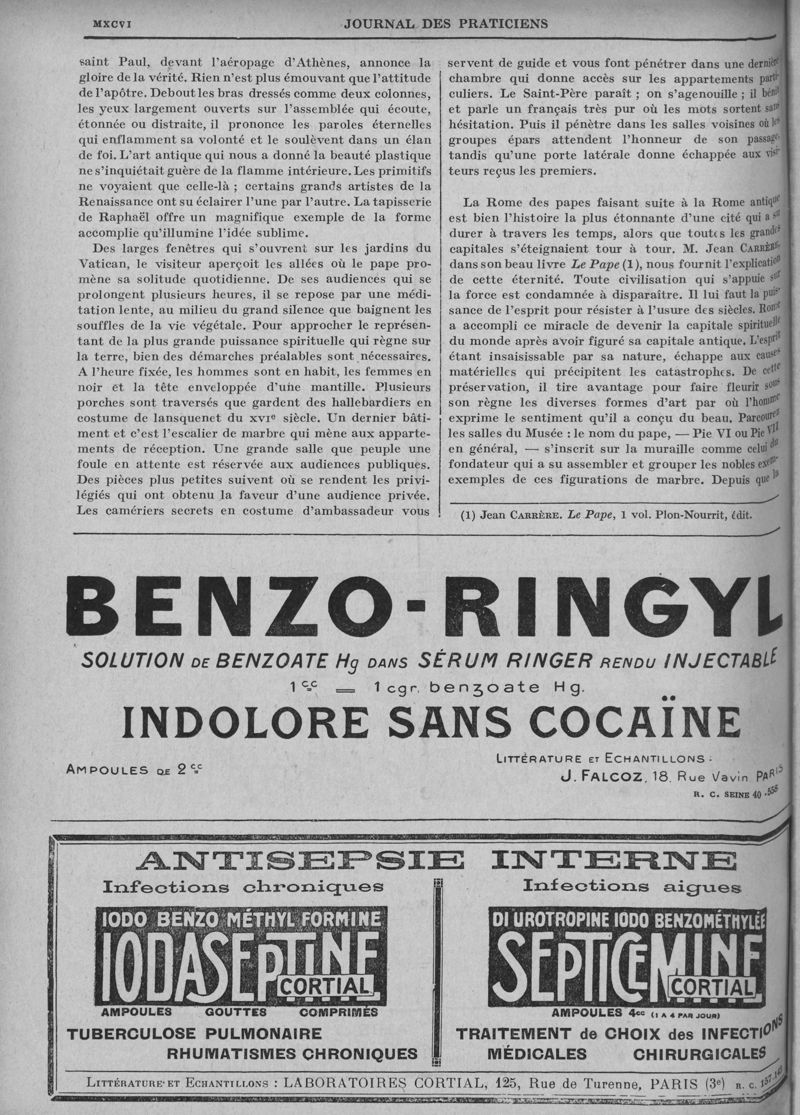 MXCVI
JOURNAL DES PRATICIENS
saint Paul, devant l'aéropage d'Athènes, annonce la
gloire de la vérité. Rien n'est plus émouvant que l'attitude
de l'apôtre. Debout les bras dressés comme deux colonnes,
les yeux largement ouverts sur l'assemblée qui écoute,
étonnée ou distraite, il prononce les paroles éternelles
qui enflamment sa volonté et le soulèvent dans un élan
de foi. L'art antique qui nous a donné la beauté plastique
ne s'inquiétait guère de la flamme intérieure. Les primitifs
ne voyaient que celle-là ; certains grands artistes de la
Renaissance ont su éclairer l'une par l'autre. La tapisserie
de Raphaël offre un magnifique exemple de la forme
accomplie qu'illumine l'idée sublime.
Des larges fenêtres qui s'ouvrent sur les jardins du
Vatican, le visiteur aperçoit les allées où le pape pro-
mène sa solitude quotidienne. De ses audiences qui se
prolongent plusieurs heures, il se repose par une médi-
tation lente, au milieu du grand silence que baignent les
souffles de la vie végétale. Pour approcher le représen-
tant de la plus grande puissance spirituelle qui règne sur
la terre, bien des démarches préalables sont nécessaires.
A l'heure fixée, les hommes sont en habit, les femmes en
noir et la tête enveloppée d'une mantille. Plusieurs
porches sont traversés que gardent des hallebardiers en
costume de lansquenet du XVIe siècle. Un dernier bâti-
ment et c'est l'escalier de marbre qui mène aux apparte-
ments de réception. Une grande salle que peuple une
foule en attente est réservée aux audiences publiques.
Des pièces plus petites suivent où se rendent les privi-
légiés qui ont obtenu la faveur d'une audience privée.
Les camériers secrets en costume d'ambassadeur vous
servent de guide et vous font pénétrer dans une dernière
chambre qui donne accès sur les appartements parti-
culiers. Le Saint-Père paraît ; on s'agenouille ; il bénit
et parle un français très pur où les mots sortent sans
hésitation. Puis il pénètre dans les salles voisines où les
groupes épars attendent l'honneur de son passage
tandis qu'une porte latérale donne échappée aux visi-
teurs reçus les premiers.
La Rome des papes faisant suite à la Rome antique
est bien l'histoire la plus étonnante d'une cité qui a su
durer à travers les temps, alors que toutes les grandes
capitales s'éteignaient tour à tour. M. Jean CARRÈRE,
dans son beau livre Le Pape (1), nous fournit l'explication
de cette éternité. Toute civilisation qui s'appuie sur
la force est condamnée à disparaître. Il lui faut la puis-
sance de l'esprit pour résister à l'usure des siècles. Rome
a accompli ce miracle de devenir la capitale spirituelle
du monde après avoir figuré sa capitale antique. L'esprit
étant insaisissable par sa nature, échappe aux causes
matérielles qui précipitent les catastrophes. De cette
préservation, il tire avantage pour faire fleurir sous
son règne les diverses formes d'art par où l'homme
exprime le sentiment qu'il a conçu du beau. Parcourez
les salles du Musée : le nom du pape, — Pie VI ou Pie VII
en général, — s'inscrit sur la muraille comme celui du
fondateur qui a su assembler et grouper les nobles exem-
exemples de ces figurations de marbre. Depuis que la
(1) Jean CARRÈRE. Le Pape, 1 vol. Plon-Nourrit, édit.
BENZO-RINGYL
SOLUTION DE BENZOATE Hg DANS SÉRUM RINGER RENDU INJECTABLE
1 cc = 1 cgr. benzoate Hg.
INDOLORE SANS COCAÏNE
AMPOULES DE 2 cc
LITTÉRATURE ET ECHANTILLONS :
J. FALCOZ, 18, Rue Vavin PARIS
R. C. SEINE 40.555
ANTISEPSIE INTERNE
Infections chroniques
IODO BENZO MÉTHYL FORMINE
IODASEPTINE
CORTIAL
AMPOULES GOUTTES COMPRIMÉS
TUBERCULOSE PULMONAIRE
RHUMATISMES CHRONIQUES
Infections aigues
DI UROTROPINE IODO BENZOMÉTHYLÉE
SEPTICEMINE
CORTIAL
AMPOULES 4cc (1 A 4 PAR JOUR)
TRAITEMENT de CHOIX des INFECTIONS
MÉDICALES CHIRURGICALES
LITTÉRATURE ET ECHANTILLONS : LABORATOIRES CORTIAL, 125, Rue de Turenne, PARIS (3e) R. C.